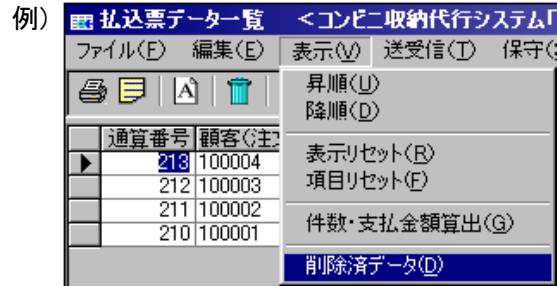 例)
払込票データ一覧 <コンビニ収納代行システム「
ファイル(F) 編集(E) 表示(V) 送受信(T) 保守(
昇順(U)
降順(D)
表示リセット(R)
項目リセット(F)
件数・支払金額算出(G)
削除済データ(D)
A
通算番号 顧客(注
213 100004
212 100003
211 100002
210 100001